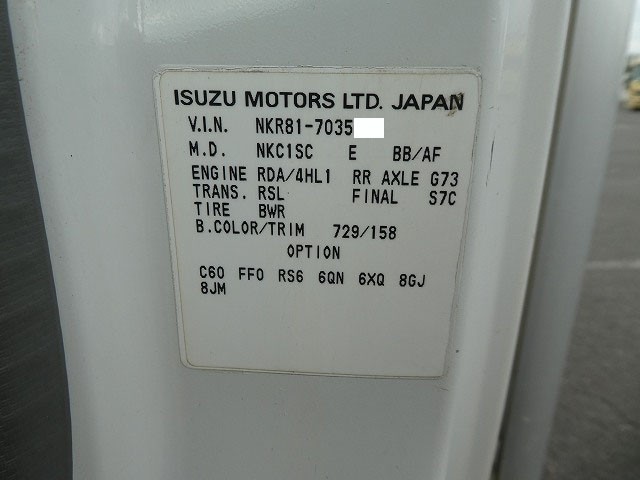 ISUZU MOTORS LTD. JAPAN
V.I.N. NKR81-7035
M.D. NKC1SC E BB/AF
ENGINE RDA/4HL1 RR AXLE G73
TRANS. RSL FINAL S7C
TIRE BWR
B.COLOR/TRIM 729/158
OPTION
C60 FF0 RS6 6QN 6XQ 8GJ
8JM